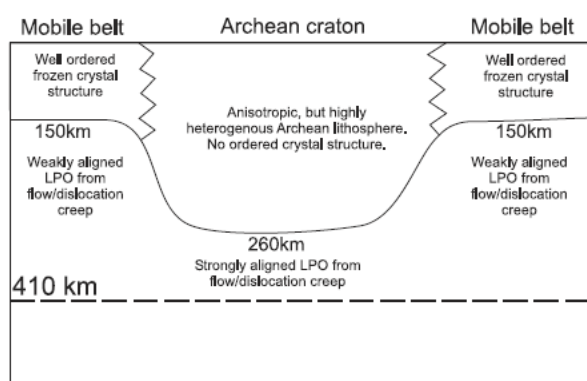 Mobile belt
Archean craton
Mobile belt
Well ordered
frozen crystal
structure
Anisotropic, but highly
heterogenous Archean lithosphere.
No ordered crystal structure.
Well ordered
frozen crystal
structure
150km
150km
Weakly aligned
LPO from
flow/dislocation
creep
Weakly aligned
LPO from
flow/dislocation
creep
260km
Strongly aligned LPO from
flow/dislocation creep
410 km